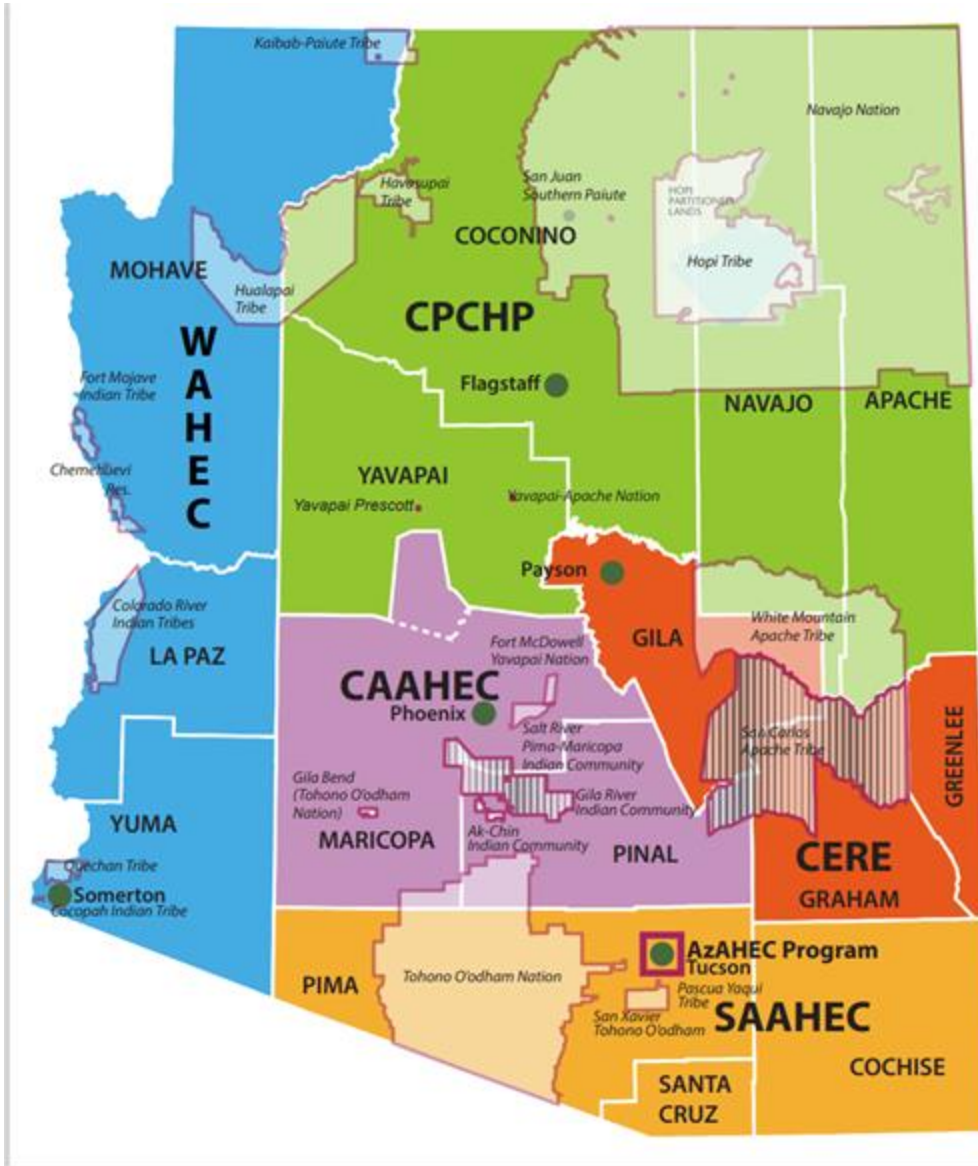 Kaibab-Paiute Tribe
Navajo Nation
Havasupai
Tribe
San Juan
Southern Paiute
HOPI
PARTITIONED
LANDS
COCONINO
Hopi Tribe
MOHAVE
Hualapai
Tribe
CPCHP
W
A
H
E
C
Flagstaff
Fort Mojave
Indian Tribe
NAVAJO
APACHE
Chemehuevi
Res.
YAVAPAI
Yavapai Prescott
Yavapai-Apache Nation
Payson
Colorado River
Indian Tribes
LA PAZ
GILA
White Mountain
Apache Tribe
Fort McDowell
Yavapai Nation
CAAHEC
Phoenix
Salt River
Pima-Maricopa
Indian Community
San Carlos
Apache Tribe
GREENLEE
Gila Bend
(Tohono O'odham
Nation)
Gila River
Indian Community
YUMA
MARICOPA
Ak-Chin
Indian Community
PINAL
CERE
GRAHAM
Quechan Tribe
Somerton
Cocopah Indian Tribe
AzAHEC Program
Tucson
PIMA
Tohono O'odham Nation
Pascua Yaqui
Tribe
San Xavier
Tohono O'odham
SAAHEC
COCHISE
SANTA
CRUZ